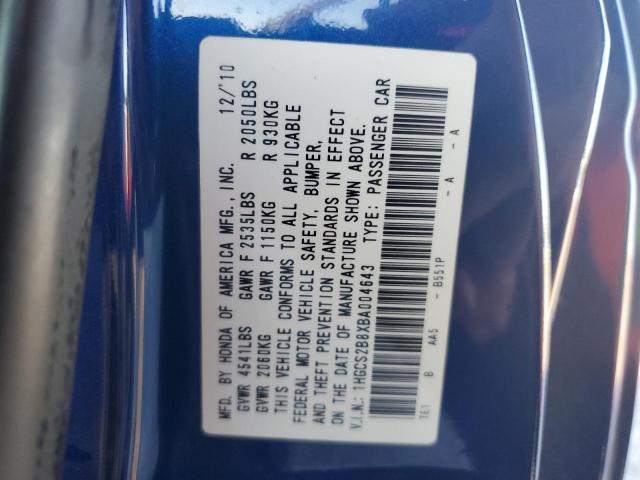 MFD. BY HONDA OF AMERICA MFG., INC. 12/'10
GVWR 4541LBS GAWR F 2535LBS R 2050LBS
GVWR 2060KG GAWR F 1150KG R 930KG
THIS VEHICLE CONFORMS TO ALL APPLICABLE
FEDERAL MOTOR VEHICLE SAFETY, BUMPER,
AND THEFT PREVENTION STANDARDS IN EFFECT
ON THE DATE OF MANUFACTURE SHOWN ABOVE.
V.I.N.: 1HGCS2B8XBA004643 TYPE: PASSENGER CAR
TE1 B AA5 - B551P - A - A